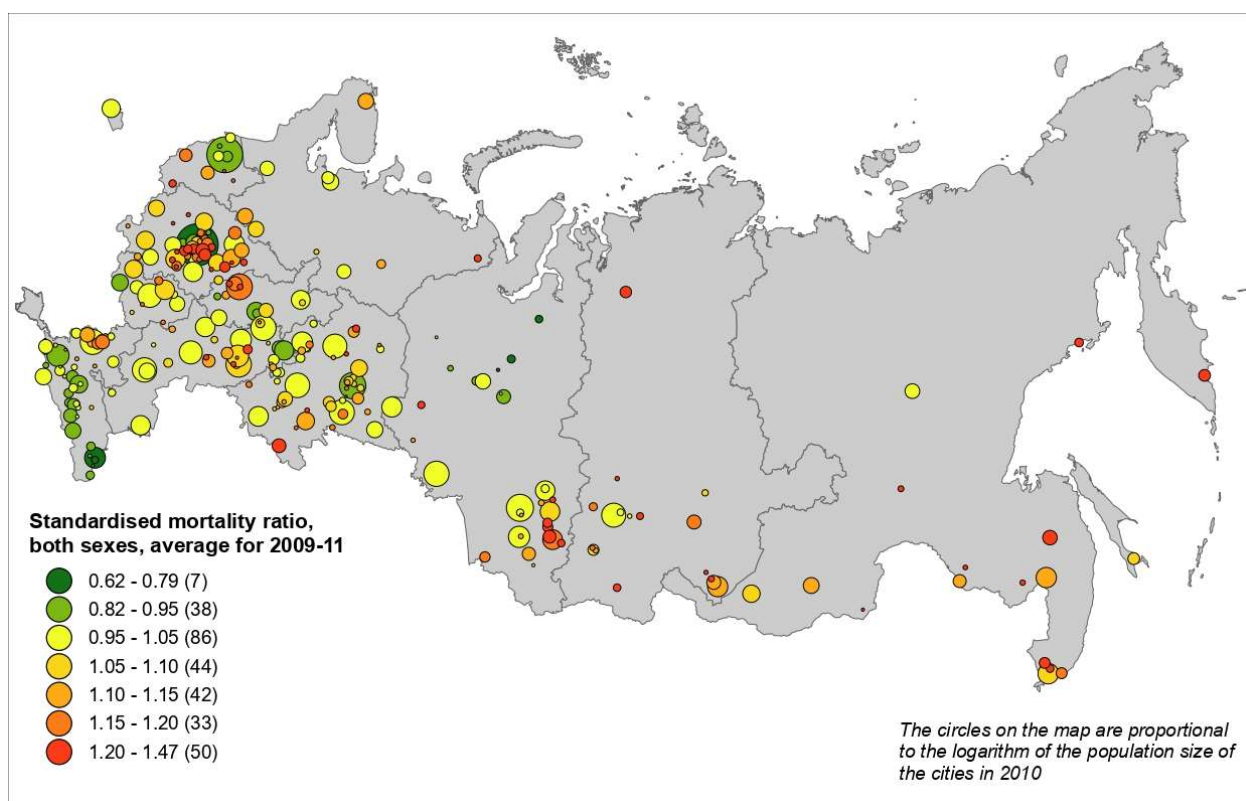 Standardised mortality ratio,
both sexes, average for 2009-11
0.62 - 0.79 (7)
0.82 - 0.95 (38)
0.95 - 1.05 (86)
1.05 - 1.10 (44)
1.10 - 1.15 (42)
1.15 - 1.20 (33)
1.20 - 1.47 (50)
The circles on the map are proportional
to the logarithm of the population size of
the cities in 2010